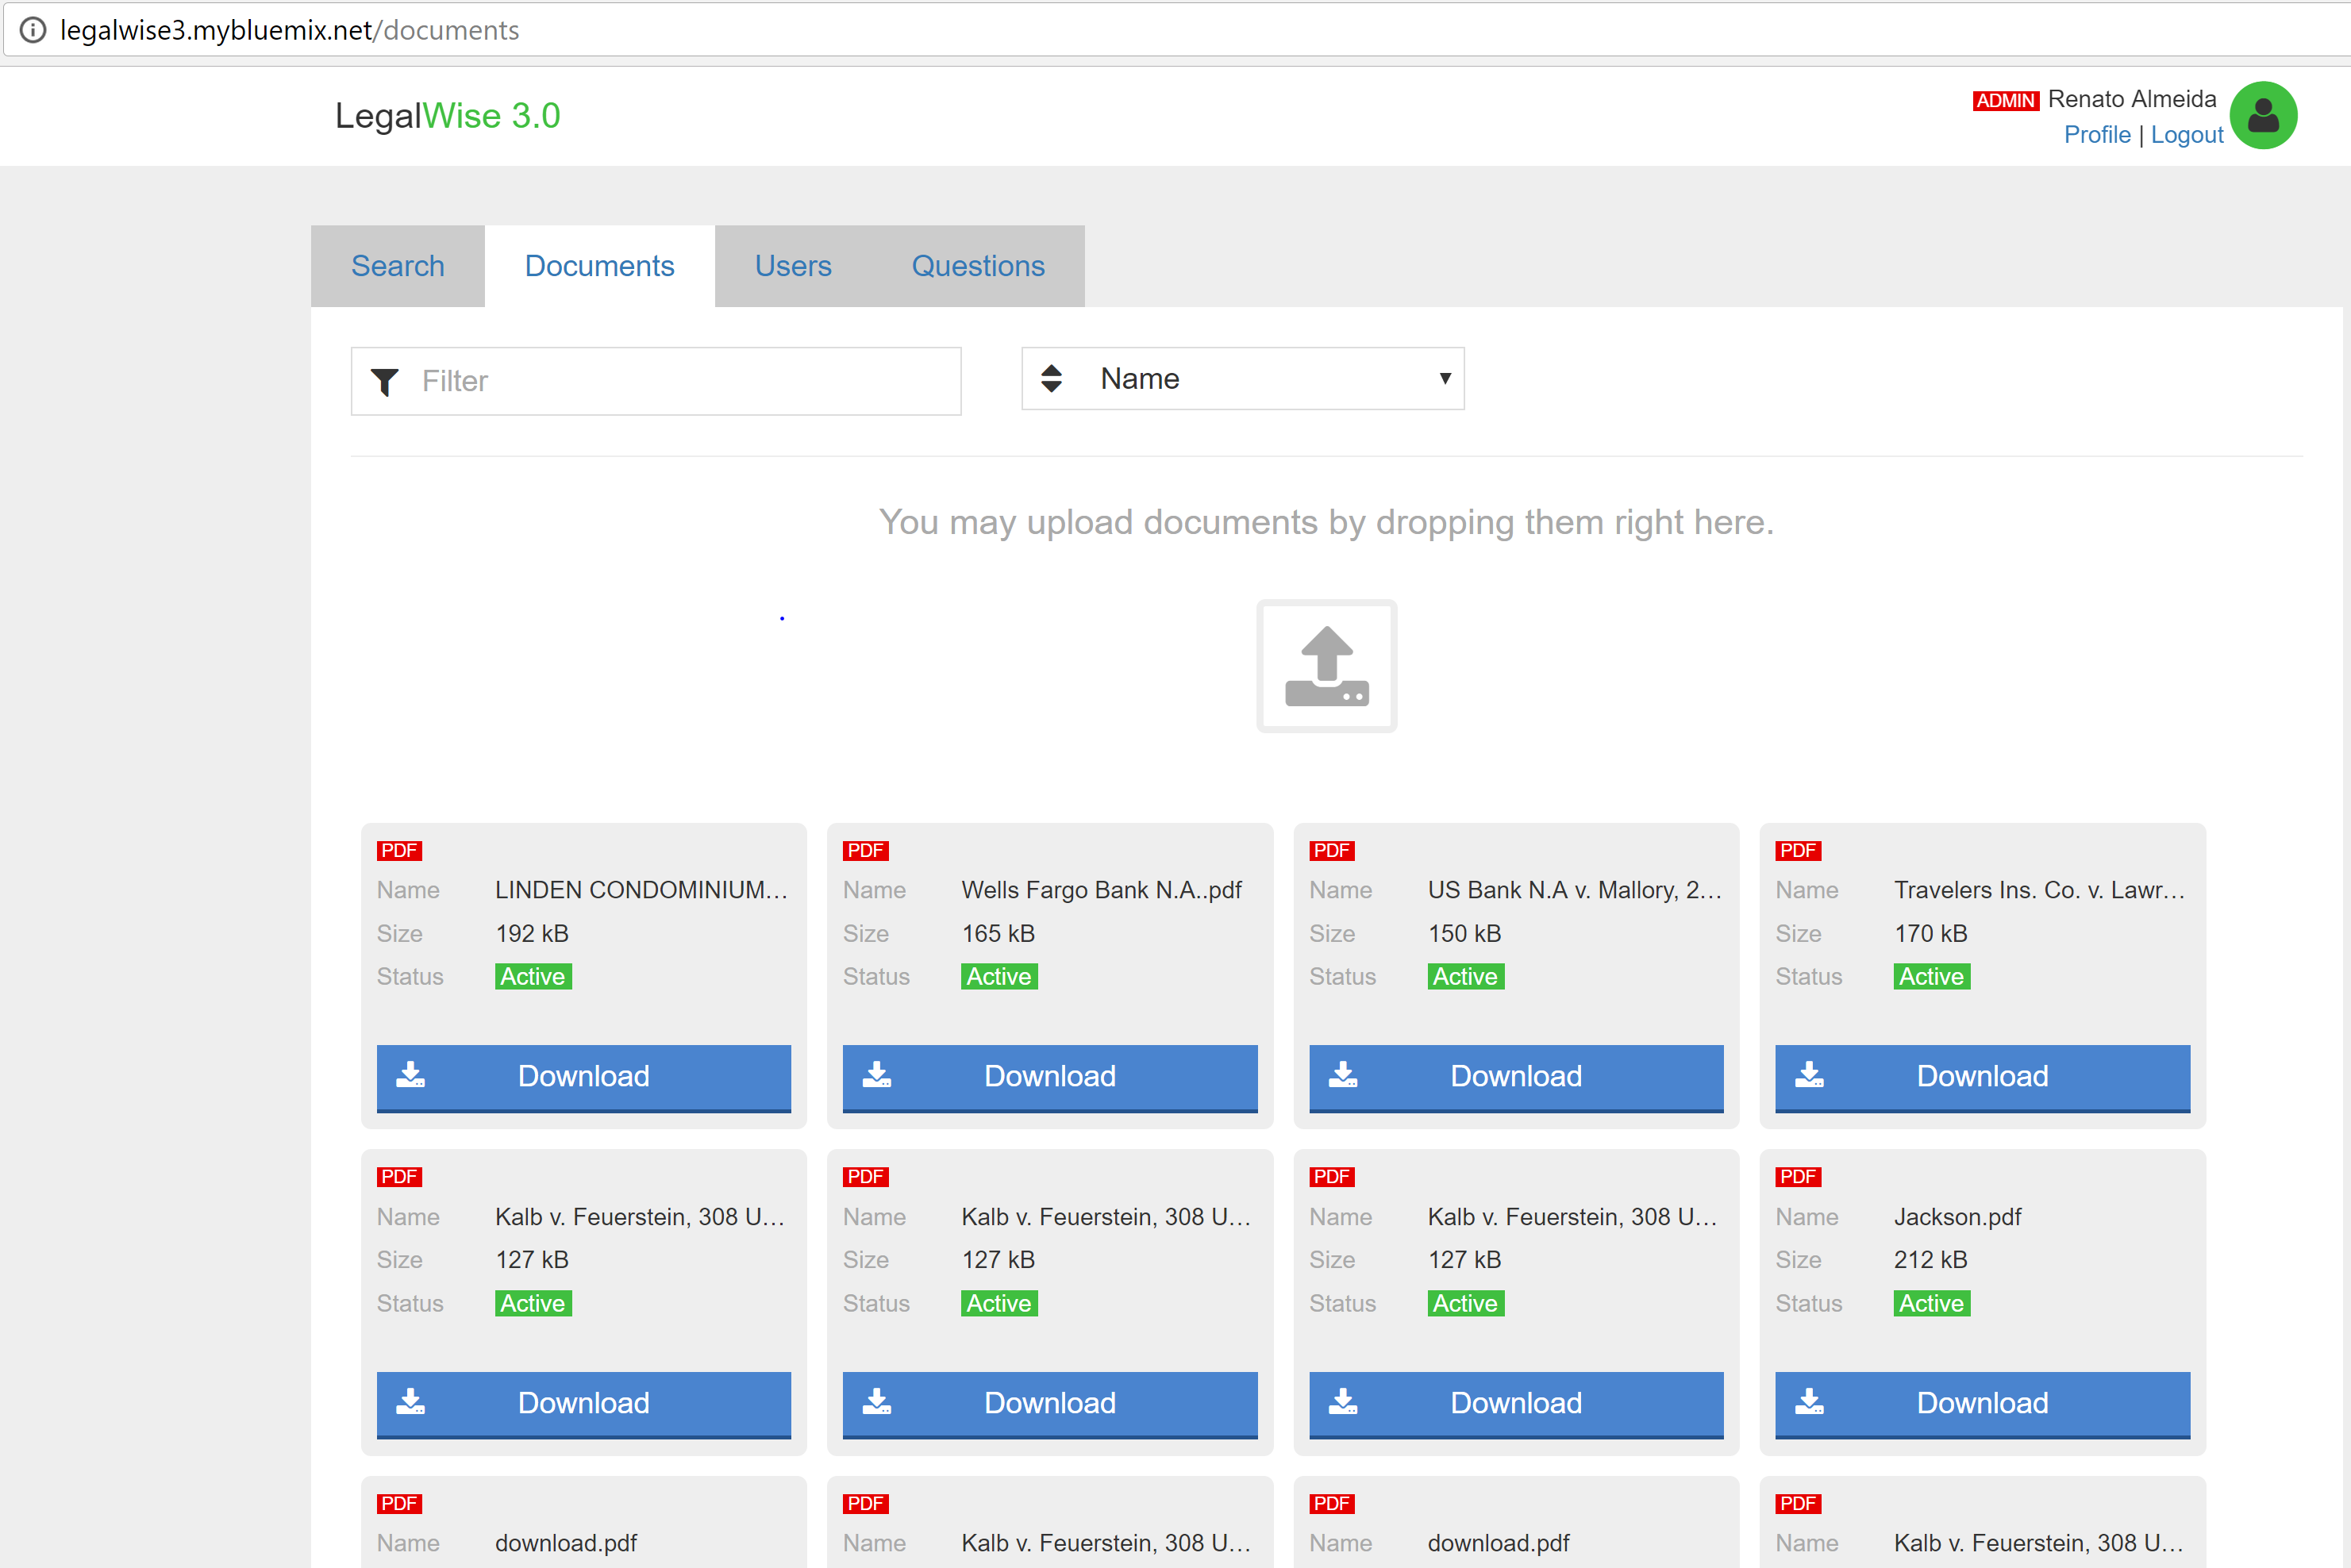 legalwise3.mybluemix.net/documents
LegalWise 3.0
ADMIN Renato Almeida
Profile | Logout
Search Documents Users Questions
Filter Name
You may upload documents by dropping them right here.
PDF PDF PDF PDF
Name LINDEN CONDOMINIUM... Name Wells Fargo Bank N.A..pdf Name US Bank N.A v. Mallory, 2... Name Travelers Ins. Co. v. Lawr...
Size 192 kB Size 165 kB Size 150 kB Size 170 kB
Status Active Status Active Status Active Status Active
Download Download Download Download
PDF PDF PDF PDF
Name Kalb v. Feuerstein, 308 U... Name Kalb v. Feuerstein, 308 U... Name Kalb v. Feuerstein, 308 U... Name Jackson.pdf
Size 127 kB Size 127 kB Size 127 kB Size 212 kB
Status Active Status Active Status Active Status Active
Download Download Download Download
PDF PDF PDF PDF
Name download.pdf Name Kalb v. Feuerstein, 308 U... Name download.pdf Name Kalb v. Feuerstein, 308 U...